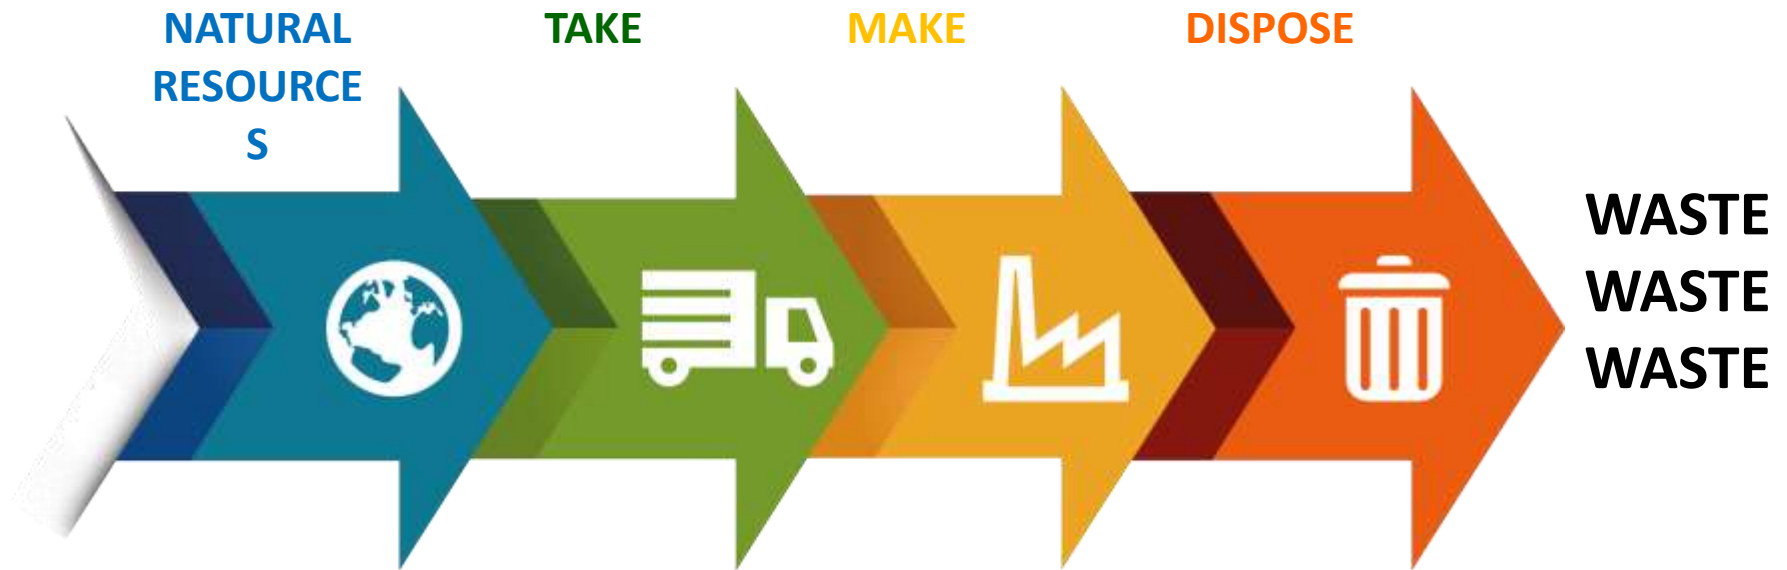 NATURAL
RESOURCE
S
TAKE
MAKE
DISPOSE
WASTE
WASTE
WASTE